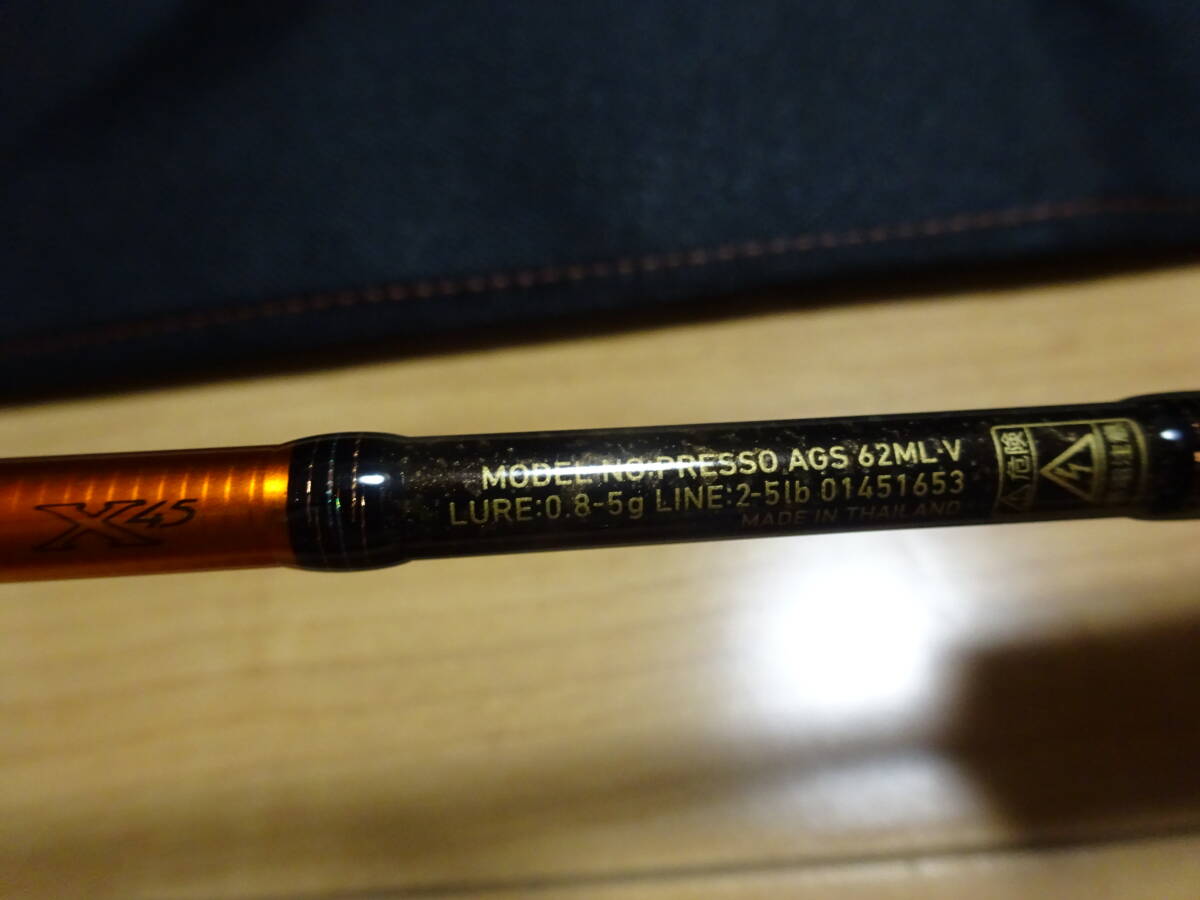 X45
MODEL NO.PRESSO AGS 62ML·V
LURE:0.8-5g LINE:2-5lb 01451653
MADE IN THAILAND
危険